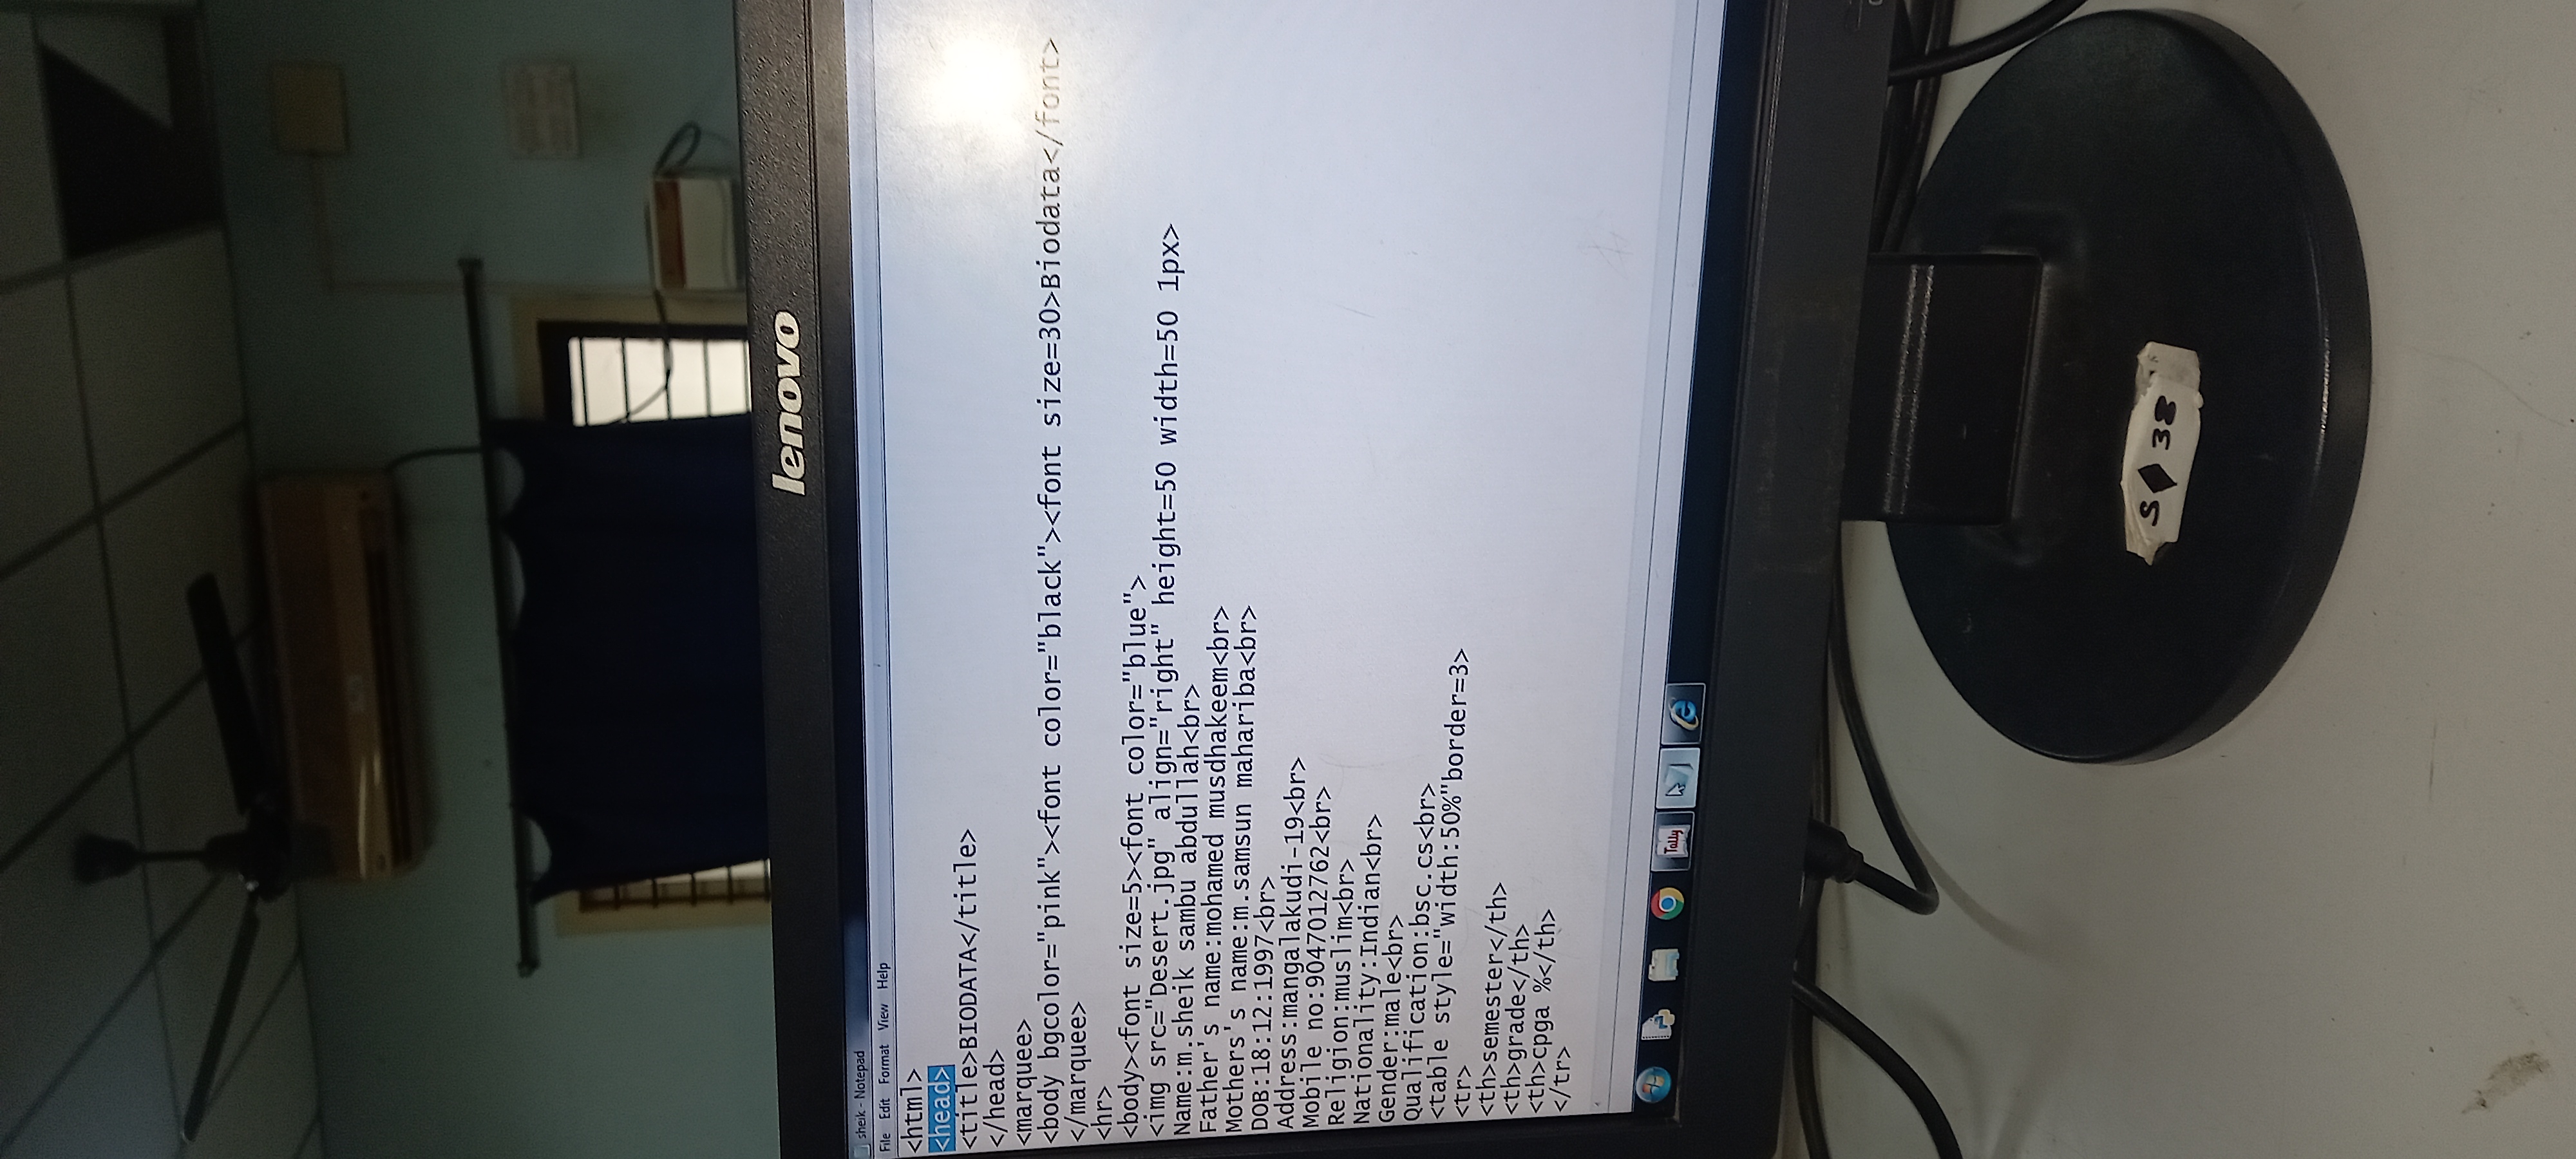 lenovo
sheik - Notepad
File Edit Format View Help
<html>
<head>
<title>BIODATA</title>
</head>
<marquee>
<body bgcolor="pink"><font color="black"><font size=30>Biodata</font>
</marquee>
<hr>
<body><font size=5><font color="blue">
<img src="Desert.jpg" align="right" height=50 width=50 1px>
Name:m.sheik sambu abdullah<br>
Father's name:mohamed musdhakeem<br>
Mothers's name:m.samsun mahariba<br>
DOB:18:12:1997<br>
Address:mangalakudi-19<br>
Mobile no:9047012762<br>
Religion:muslim<br>
Nationality:Indian<br>
Gender:male<br>
Qualification:bsc.cs<br>
<table style="width:50%"border=3>
<tr>
<th>semester</th>
<th>grade</th>
<th>cpga %</th>
</tr>
Tally
S♦38